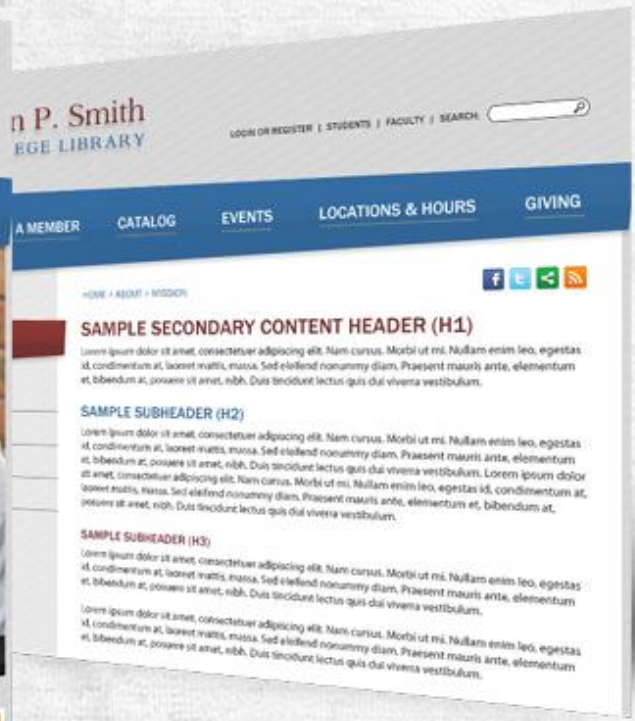 n P. Smith
EGE LIBRARY
LOGIN OR REGISTER | STUDENTS | FACULTY | SEARCH:
A MEMBER CATALOG EVENTS LOCATIONS & HOURS GIVING
HOME > ABOUT > MISSION
SAMPLE SECONDARY CONTENT HEADER (H1)
Lorem ipsum dolor sit amet, consectetuer adipiscing elit. Nam cursus. Morbi ut mi. Nullam enim leo, egestas
id, condimentum at, laoreet mattis, massa. Sed eleifend nonummy diam. Praesent mauris ante, elementum
et, bibendum at, posuere sit amet, nibh. Duis tincidunt lectus quis dui viverra vestibulum.
SAMPLE SUBHEADER (H2)
Lorem ipsum dolor sit amet, consectetuer adipiscing elit. Nam cursus. Morbi ut mi. Nullam enim leo, egestas
id, condimentum at, laoreet mattis, massa. Sed eleifend nonummy diam. Praesent mauris ante, elementum
et, bibendum at, posuere sit amet, nibh. Duis tincidunt lectus quis dui viverra vestibulum. Lorem ipsum dolor
sit amet, consectetuer adipiscing elit. Nam cursus. Morbi ut mi. Nullam enim leo, egestas id, condimentum at,
laoreet mattis, massa. Sed eleifend nonummy diam. Praesent mauris ante, elementum et, bibendum at,
posuere sit amet, nibh. Duis tincidunt lectus quis dui viverra vestibulum.
SAMPLE SUBHEADER (H3)
Lorem ipsum dolor sit amet, consectetuer adipiscing elit. Nam cursus. Morbi ut mi. Nullam enim leo, egestas
id, condimentum at, laoreet mattis, massa. Sed eleifend nonummy diam. Praesent mauris ante, elementum
et, bibendum at, posuere sit amet, nibh. Duis tincidunt lectus quis dui viverra vestibulum.
Lorem ipsum dolor sit amet, consectetuer adipiscing elit. Nam cursus. Morbi ut mi. Nullam enim leo, egestas
id, condimentum at, laoreet mattis, massa. Sed eleifend nonummy diam. Praesent mauris ante, elementum
et, bibendum at, posuere sit amet, nibh. Duis tincidunt lectus quis dui viverra vestibulum.